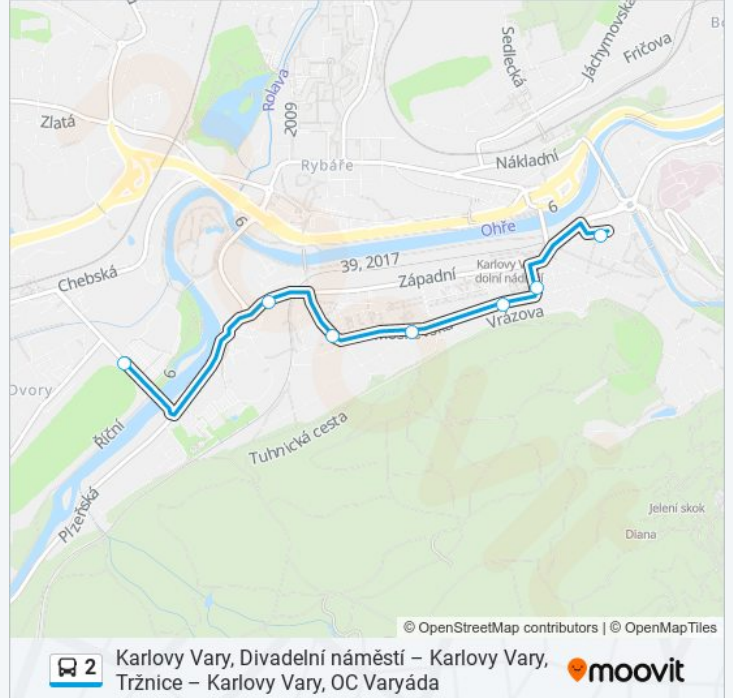 Sedlecká
Jáchymovská
Fričova
Rolava
2009
Zlatá
Rybáře
Nákladní
6
6
Ohře
39, 2017
Chebská
Západní
Karlovy V
dolní nád
Vrázova
6
Dvory
Říční
Tuhnická cesta
Plzeňská
Jelení skok
Diana
© OpenStreetMap contributors | © OpenMapTiles
2
Karlovy Vary, Divadelní náměstí – Karlovy Vary,
Tržnice – Karlovy Vary, OC Varyáda
moovit